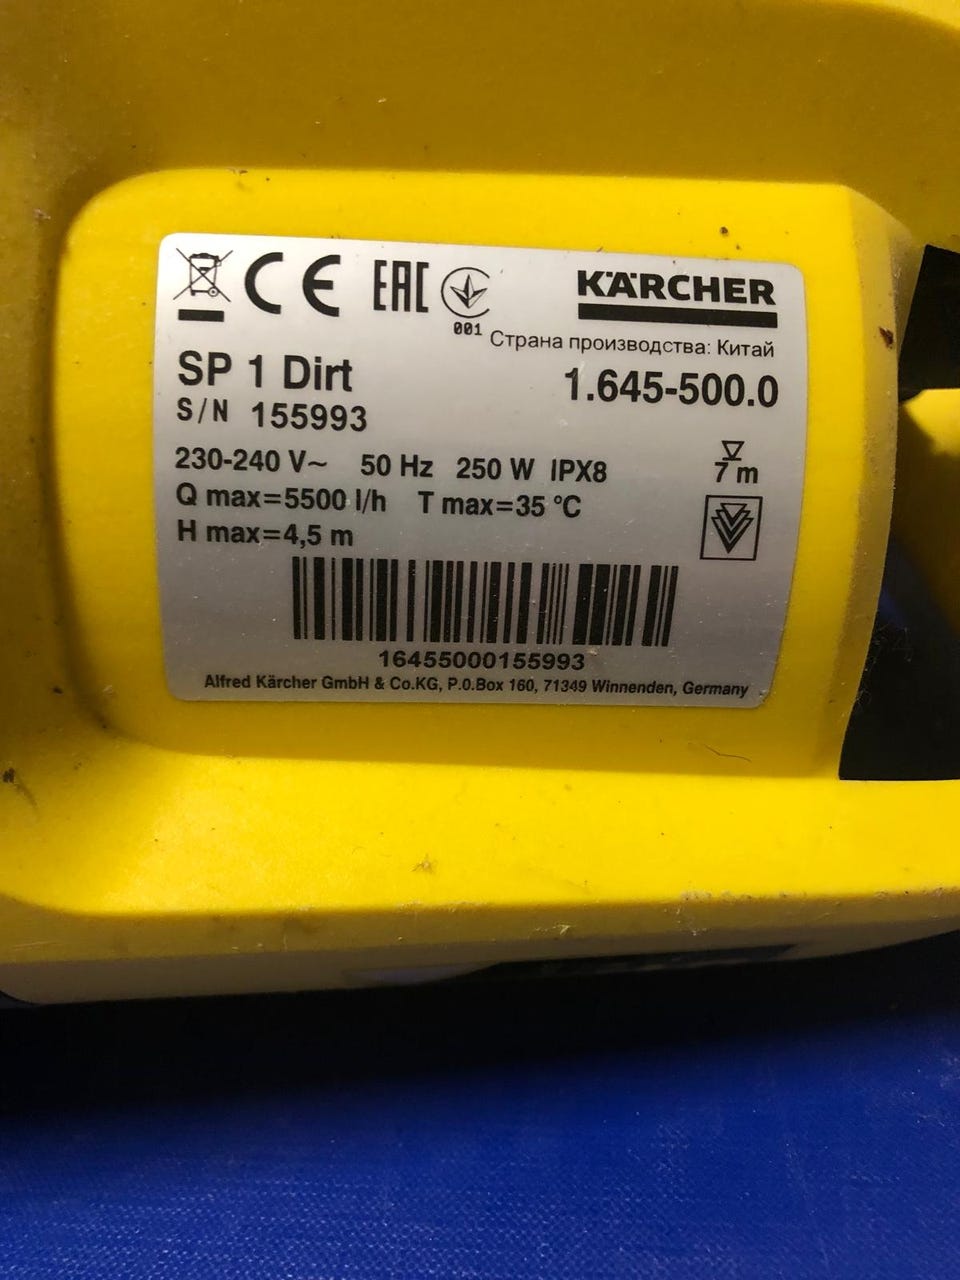 CE EAC
KÄRCHER
001
Страна производства: Китай
SP 1 Dirt
1.645-500.0
S/N 155993
230-240 V~ 50 Hz 250 W IPX8
7 m
Q max=5500 l/h T max=35 °C
H max=4,5 m
16455000155993
Alfred Kärcher GmbH & Co.KG, P.O.Box 160, 71349 Winnenden, Germany